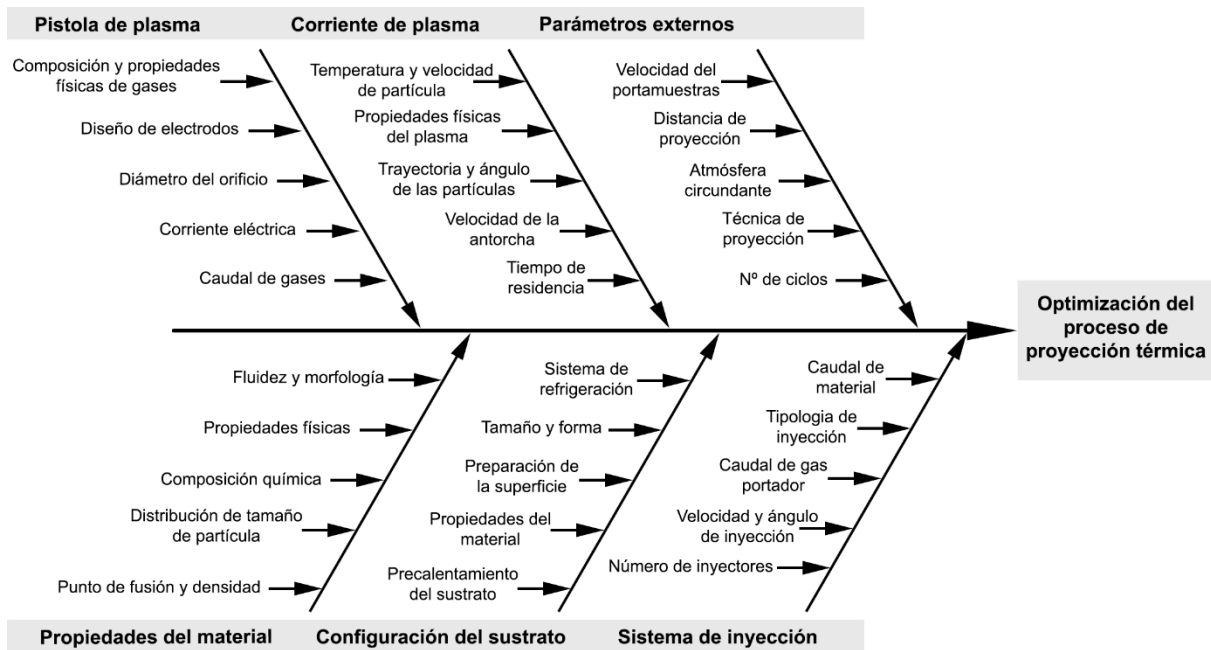 Pistola de plasma
Corriente de plasma
Parámetros externos
Composición y propiedades
físicas de gases
Diseño de electrodos
Diámetro del orificio
Corriente eléctrica
Caudal de gases
Temperatura y velocidad
de partícula
Propiedades físicas
del plasma
Trayectoria y ángulo
de las partículas
Velocidad de la
antorcha
Tiempo de
residencia
Velocidad del
portamuestras
Distancia de
proyección
Atmósfera
circundante
Técnica de
proyección
Nº de ciclos
Optimización del
proceso de
proyección térmica
Fluidez y morfología
Propiedades físicas
Composición química
Distribución de tamaño
de partícula
Punto de fusión y densidad
Sistema de
refrigeración
Tamaño y forma
Preparación de
la superficie
Propiedades del
material
Precalentamiento
del sustrato
Caudal de
material
Tipologia de
inyección
Caudal de gas
portador
Velocidad y ángulo
de inyección
Número de inyectores
Propiedades del material
Configuración del sustrato
Sistema de inyección